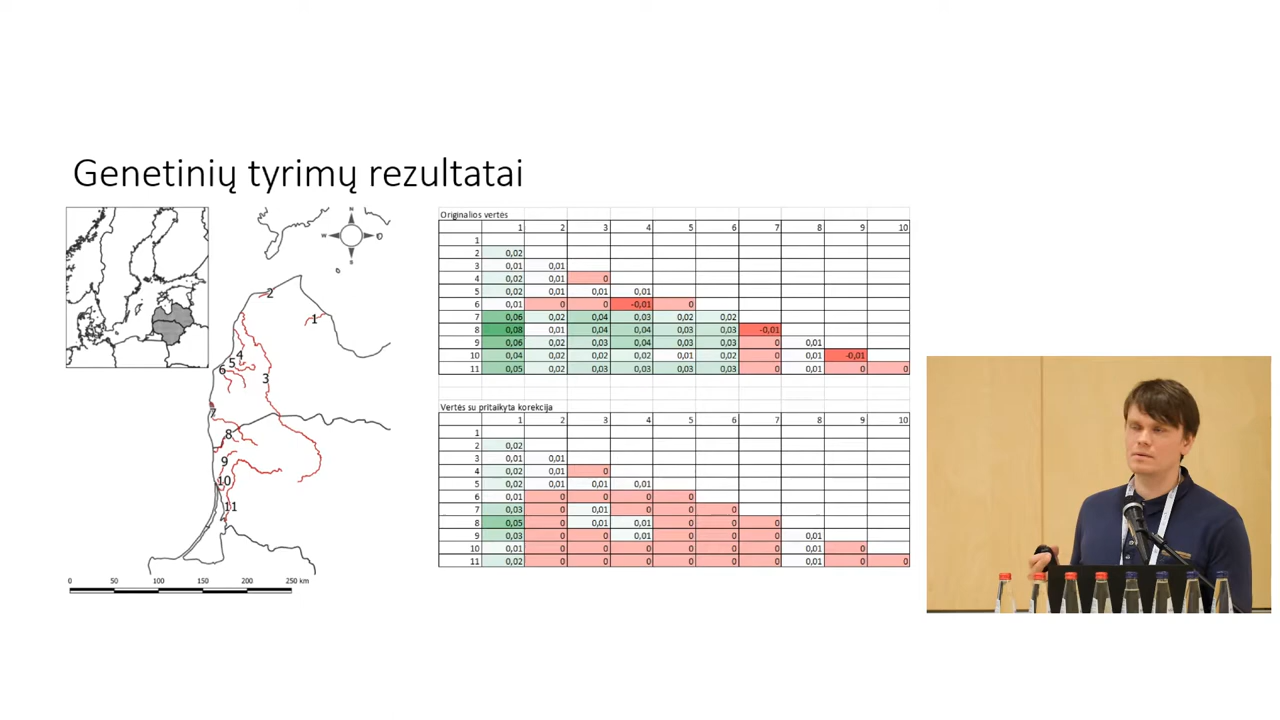 Genetinių tyrimų rezultatai
N
W E
S
2
1
4
5
6
3
7
8
9
10
11
0 50 100 150 200 250 km
Originalios vertės
1 2 3 4 5 6 7 8 9 10
1
2 0,02
3 0,01 0,01
4 0,02 0,01 0
5 0,02 0,01 0,01 0,01
6 0,01 0 0 -0,01 0
7 0,06 0,02 0,04 0,03 0,02 0,02
8 0,08 0,01 0,04 0,04 0,03 0,03 -0,01
9 0,06 0,02 0,03 0,04 0,03 0,03 0 0,01
10 0,04 0,02 0,02 0,02 0,01 0,02 0 0,01 -0,01
11 0,05 0,02 0,03 0,03 0,03 0,03 0 0,01 0 0
Vertės su pritaikyta korekcija
1 2 3 4 5 6 7 8 9 10
1
2 0,02
3 0,01 0,01
4 0,02 0,01 0
5 0,02 0,01 0,01 0,01
6 0,01 0 0 0 0
7 0,03 0 0,01 0 0 0
8 0,05 0 0,01 0,01 0 0 0
9 0,03 0 0 0,01 0 0 0 0,01
10 0,01 0 0 0 0 0 0 0,01 0
11 0,02 0 0 0 0 0 0 0,01 0 0